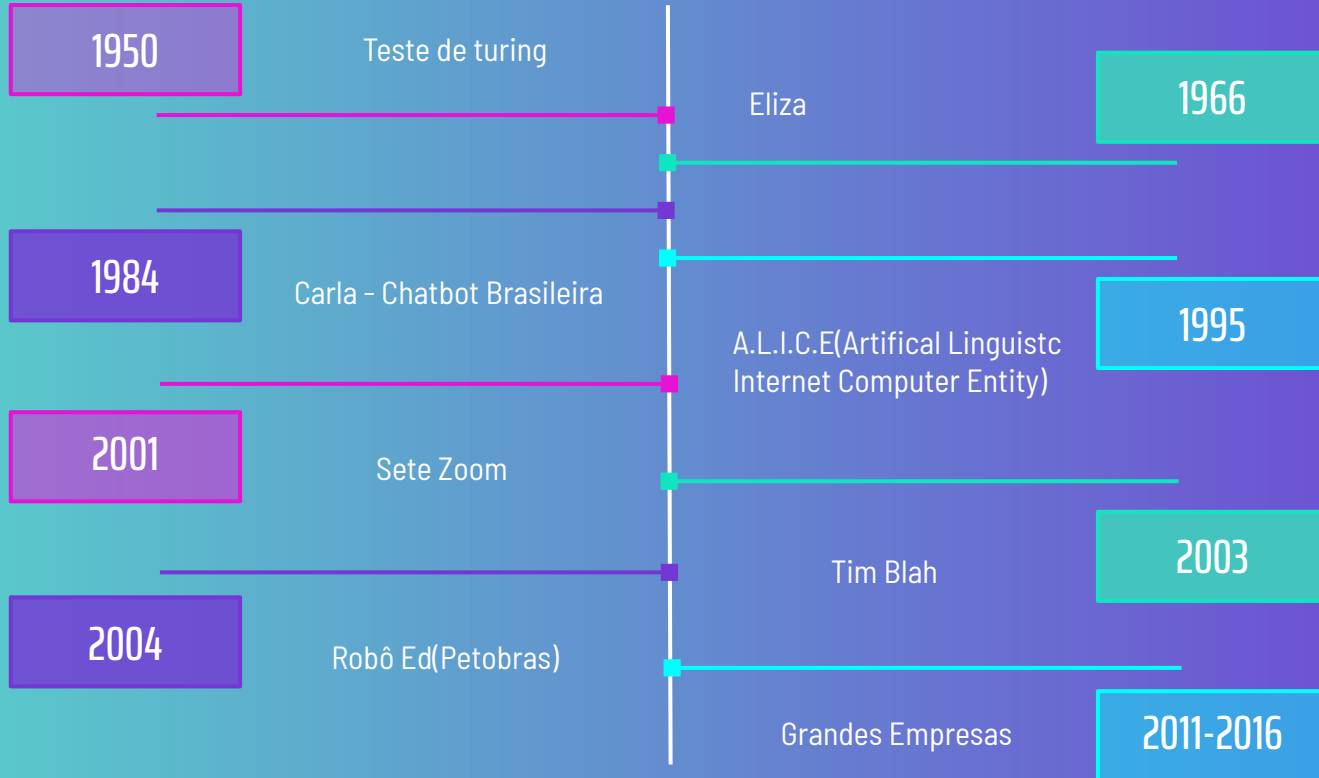 1950
Teste de turing
Eliza
1966
1984
Carla - Chatbot Brasileira
A.L.I.C.E(Artifical Linguistc
Internet Computer Entity)
1995
2001
Sete Zoom
Tim Blah
2003
2004
Robô Ed(Petobras)
Grandes Empresas
2011-2016